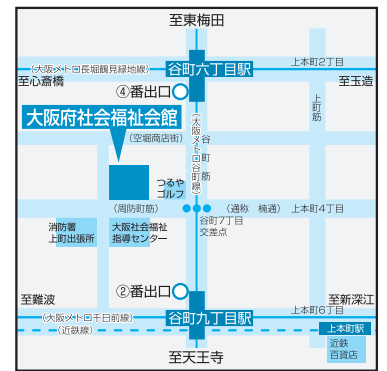 至東梅田
(大阪メトロ長堀鶴見緑地線)
谷町六丁目駅
上本町2丁目
至心斎橋
至玉造
④番出口
上町筋
大阪府社会福祉会館
(大阪メトロ谷町線)
谷町筋
(空堀商店街)
つるや
ゴルフ
(周防町筋)
(通称 楠通)
上本町4丁目
谷町7丁目
交差点
消防署
上町出張所
大阪社会福祉
指導センター
②番出口
至難波
至新深江
谷町九丁目駅
上本町6丁目
(大阪メトロ千日前線)
(近鉄線)
上本町駅
近鉄
百貨店
至天王寺